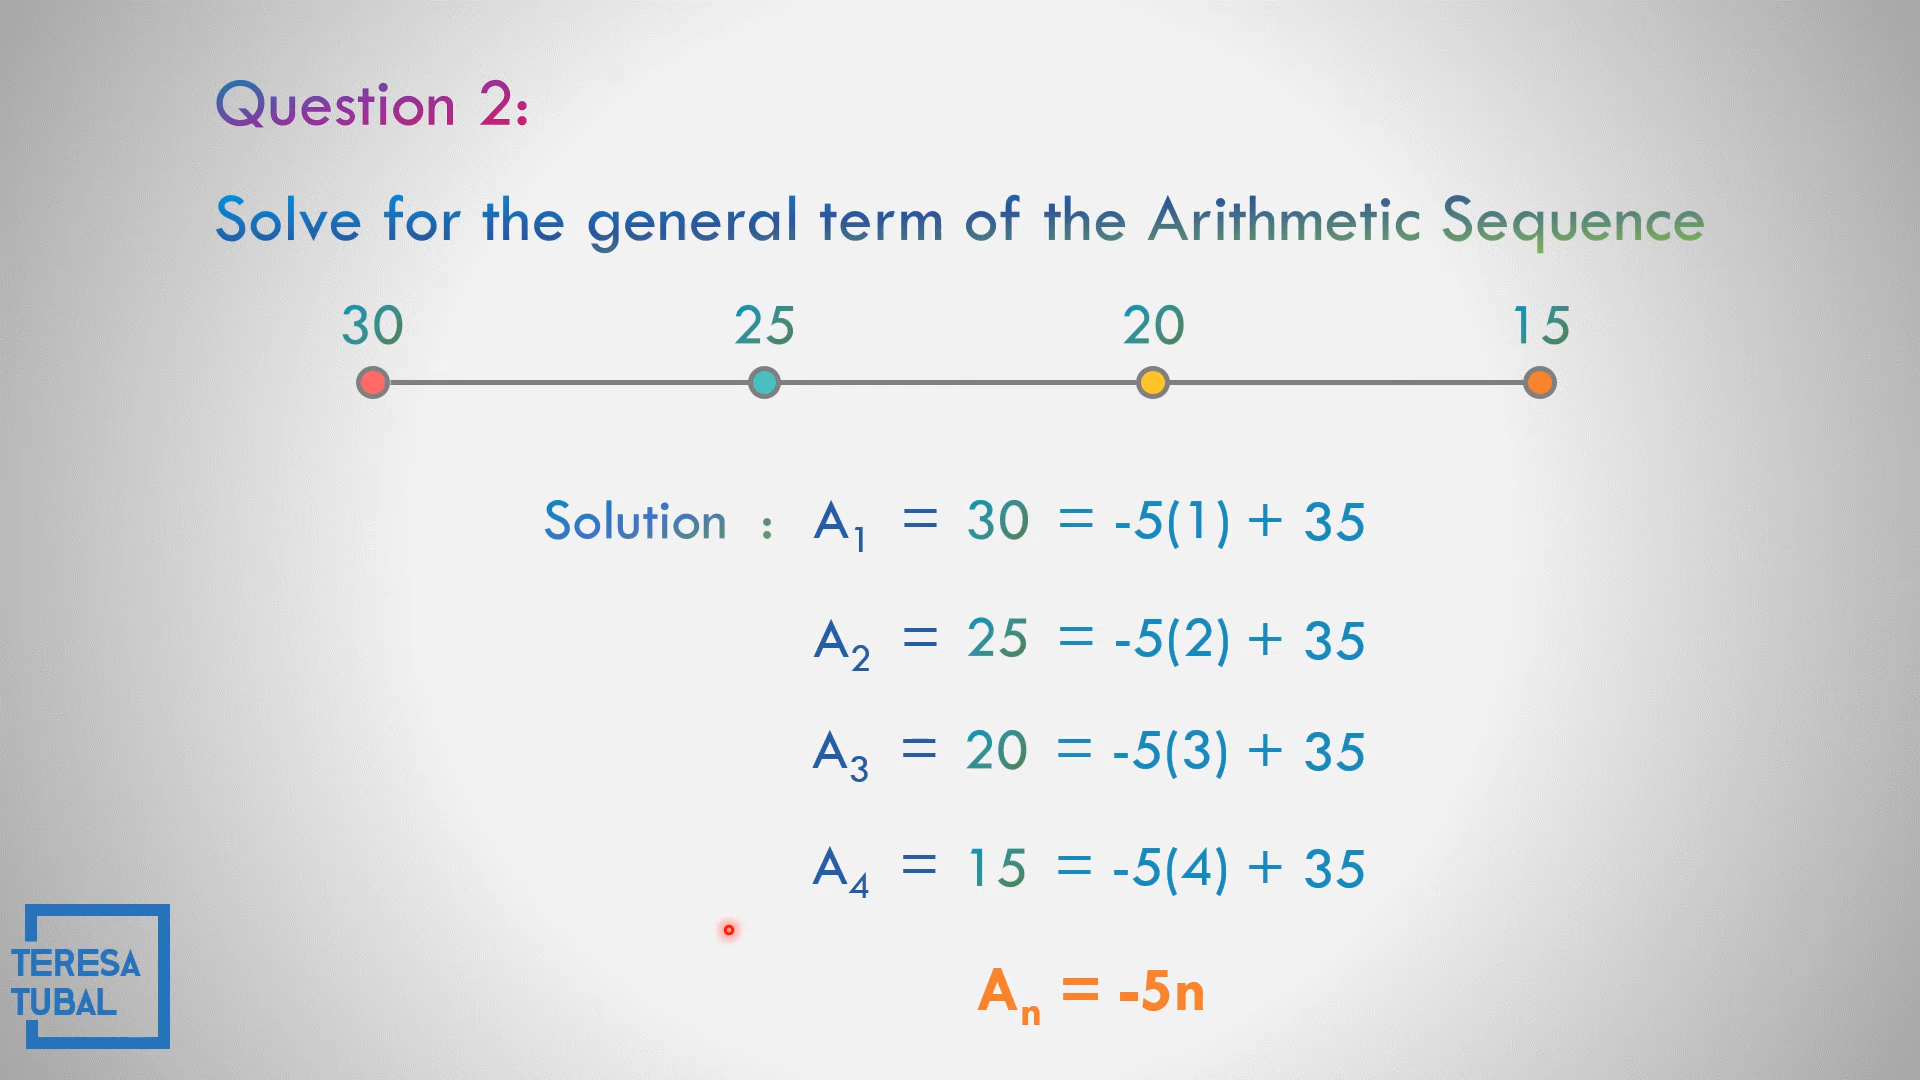 Question 2:
Solve for the general term of the Arithmetic Sequence
30 25 20 15
Solution : A₁ = 30 = -5(1) + 35
A₂ = 25 = -5(2) + 35
A₃ = 20 = -5(3) + 35
A₄ = 15 = -5(4) + 35
Aₙ = -5n
TERESA
TUBAL